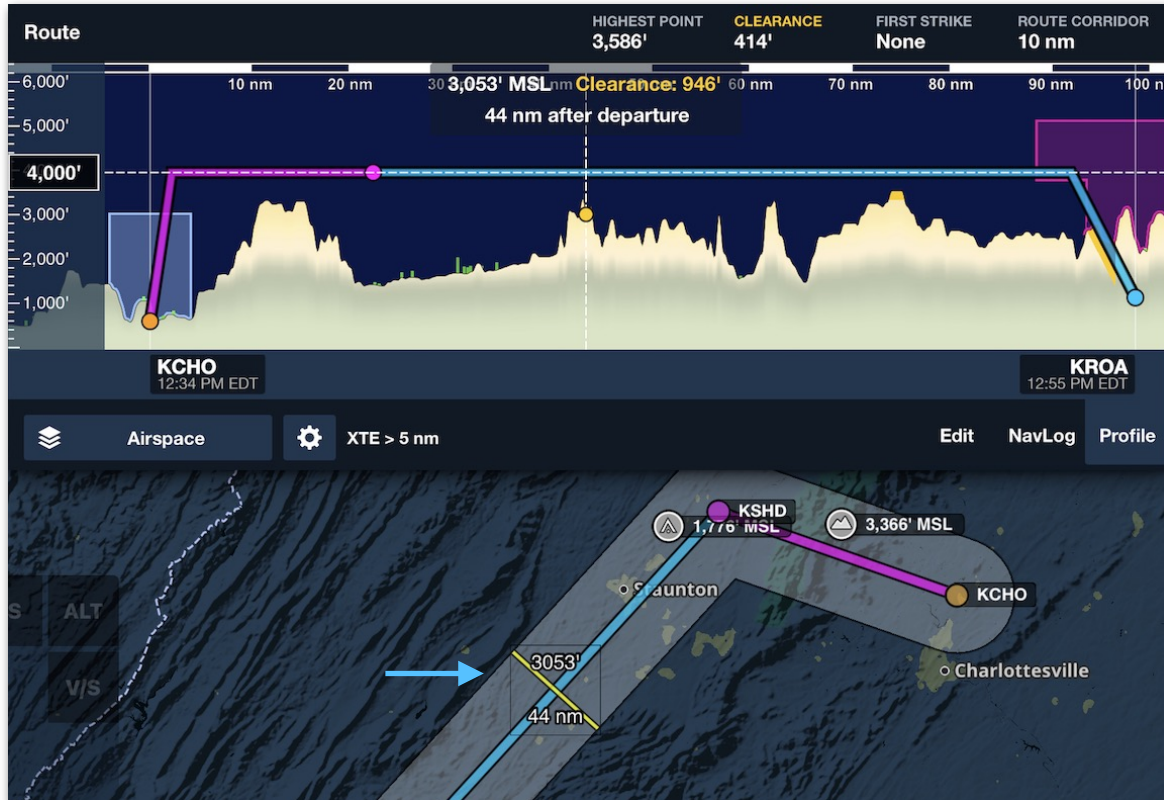 Route
HIGHEST POINT
3,586'
CLEARANCE
414'
FIRST STRIKE
None
ROUTE CORRIDOR
10 nm
6,000'
5,000'
4,000'
3,000'
2,000'
1,000'
10 nm 20 nm 30 nm 60 nm 70 nm 80 nm 90 nm 100 n
3,053' MSL Clearance: 946'
44 nm after departure
KCHO
12:34 PM EDT
KROA
12:55 PM EDT
Airspace
XTE > 5 nm
Edit NavLog Profile
KSHD
1,776' MSL
3,366' MSL
Staunton
KCHO
Charlottesville
3053'
44 nm
S ALT
V/S